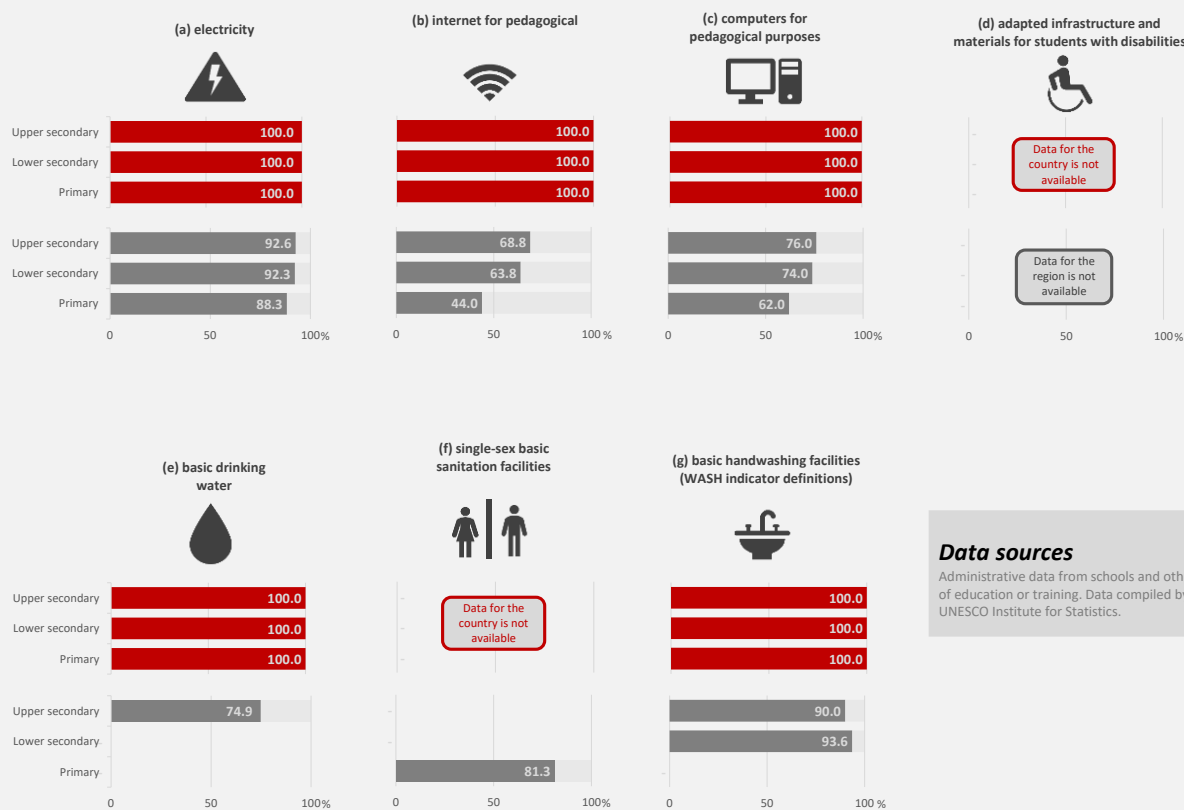 (a) electricity
(b) internet for pedagogical
(c) computers for
pedagogical purposes
(d) adapted infrastructure and
materials for students with disabilities
Upper secondary
100.0
100.0
100.0
Lower secondary
100.0
100.0
100.0
Primary
100.0
100.0
100.0
Data for the
country is not
available
Upper secondary
92.6
68.8
76.0
Lower secondary
92.3
63.8
74.0
Primary
88.3
44.0
62.0
Data for the
region is not
available
0 50 100%
0 50 100%
0 50 100%
0 50 100%
(e) basic drinking
water
(f) single-sex basic
sanitation facilities
(g) basic handwashing facilities
(WASH indicator definitions)
Upper secondary
100.0
100.0
Lower secondary
100.0
100.0
Primary
100.0
100.0
Data for the
country is not
available
Upper secondary
74.9
90.0
Lower secondary
93.6
Primary
81.3
0 50 100%
0 50 100%
0 50 100%
Data sources
Administrative data from schools and oth
of education or training. Data compiled by
UNESCO Institute for Statistics.